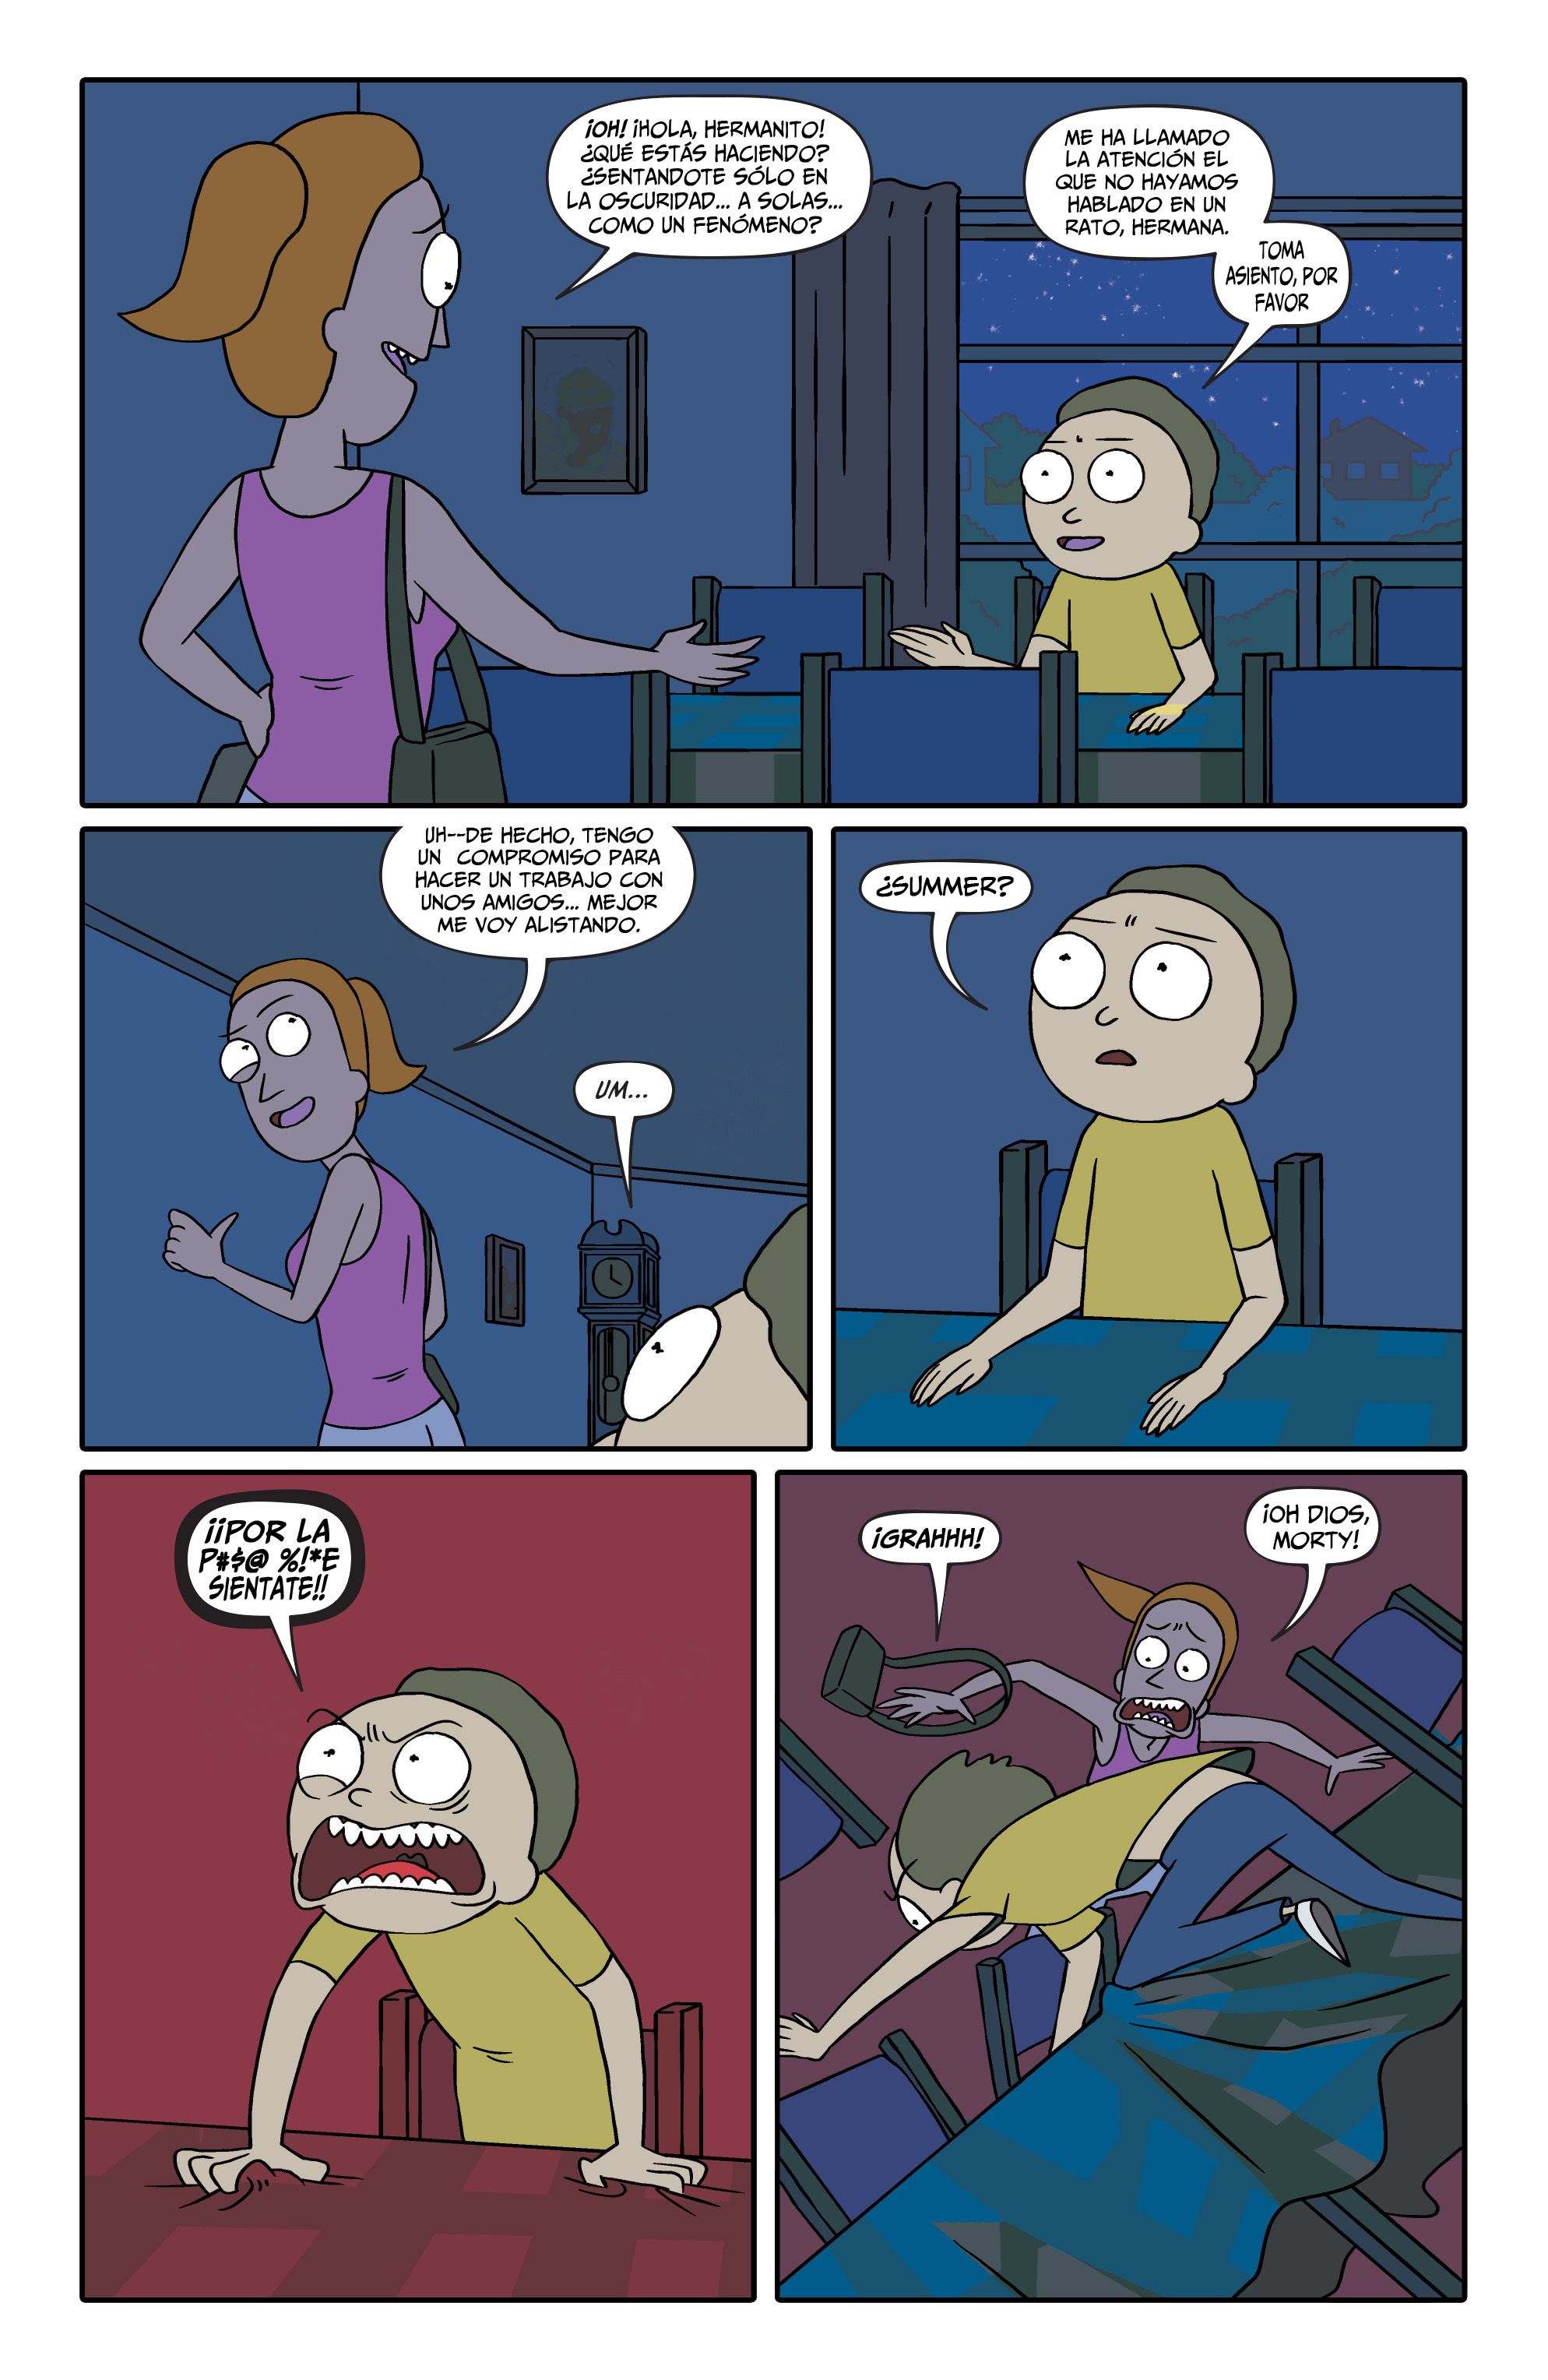 ¡OH! ¡HOLA, HERMANITO!
¿QUÉ ESTÁS HACIENDO?
¿SENTANDOTE SÓLO EN
LA OSCURIDAD... A SOLAS...
COMO UN FENÓMENO?
ME HA LLAMADO
LA ATENCIÓN EL
QUE NO HAYAMOS
HABLADO EN UN
RATO, HERMANA.
TOMA
ASIENTO, POR
FAVOR
UH--DE HECHO, TENGO
UN COMPROMISO PARA
HACER UN TRABAJO CON
UNOS AMIGOS... MEJOR
ME VOY ALISTANDO.
UM...
¿SUMMER?
¡¡POR LA
P#$@ %!*E
SIENTATE!!
¡GRAHHH!
¡OH DIOS,
MORTY!